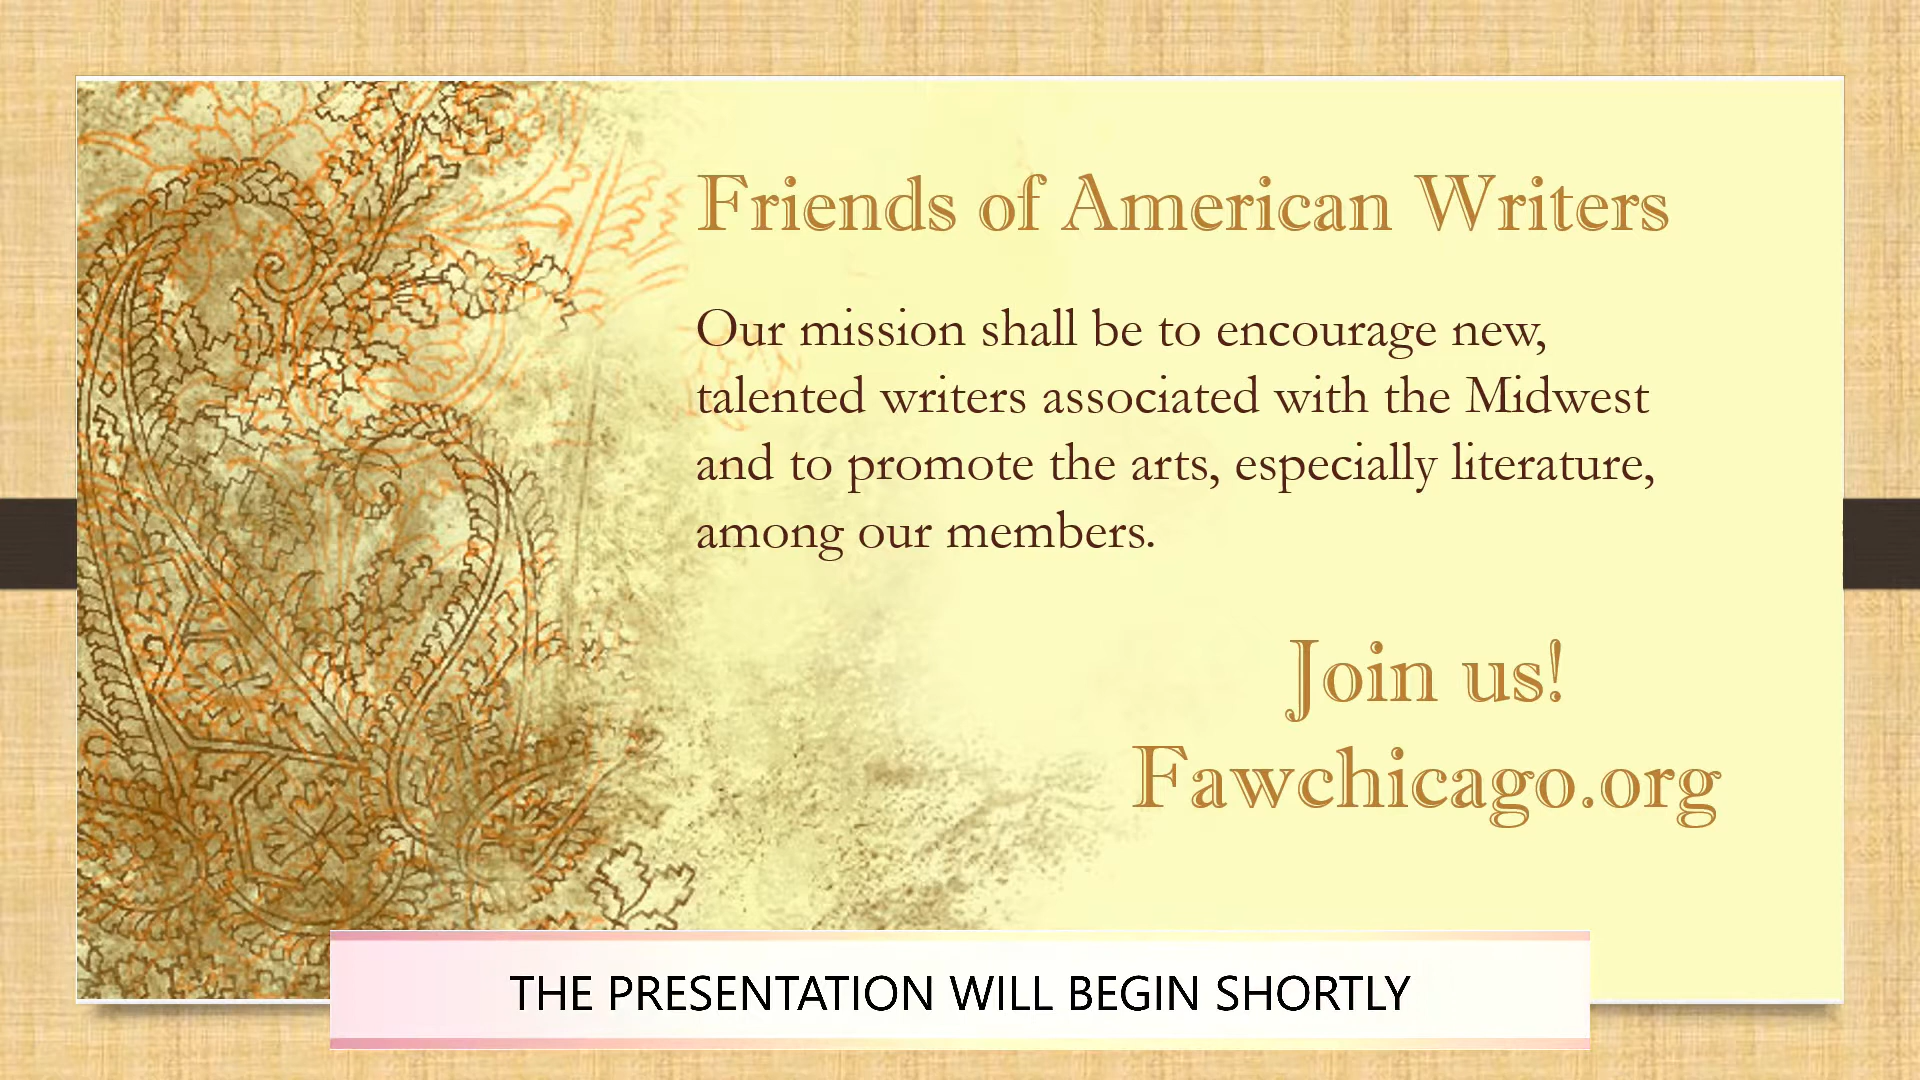 Friends of American Writers
Our mission shall be to encourage new,
talented writers associated with the Midwest
and to promote the arts, especially literature,
among our members.
Join us!
Fawchicago.org
THE PRESENTATION WILL BEGIN SHORTLY